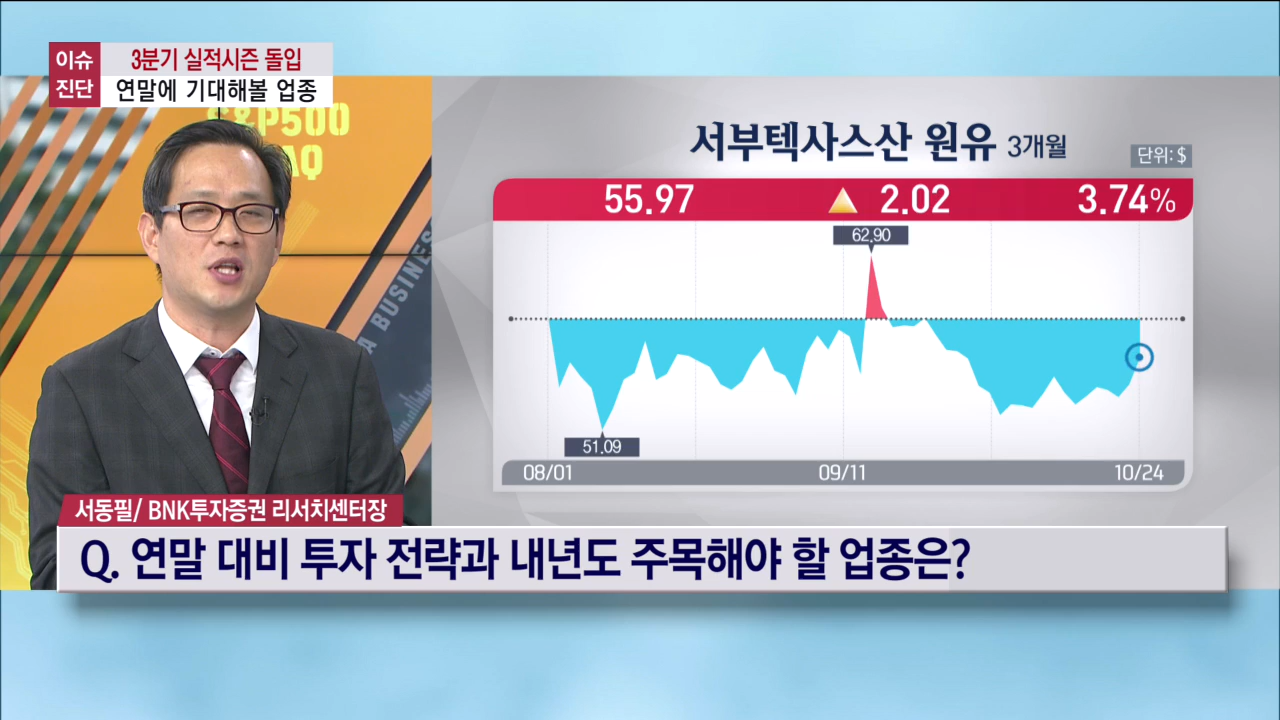 이슈
진단
3분기 실적시즌 돌입
연말에 기대해볼 업종
S&P500
AQ
A BUSINES
서부텍사스산 원유 3개월
단위: $
55.97 ▲ 2.02 3.74%
62.90
51.09
08/01 09/11 10/24
서동필/ BNK투자증권 리서치센터장
Q. 연말 대비 투자 전략과 내년도 주목해야 할 업종은?